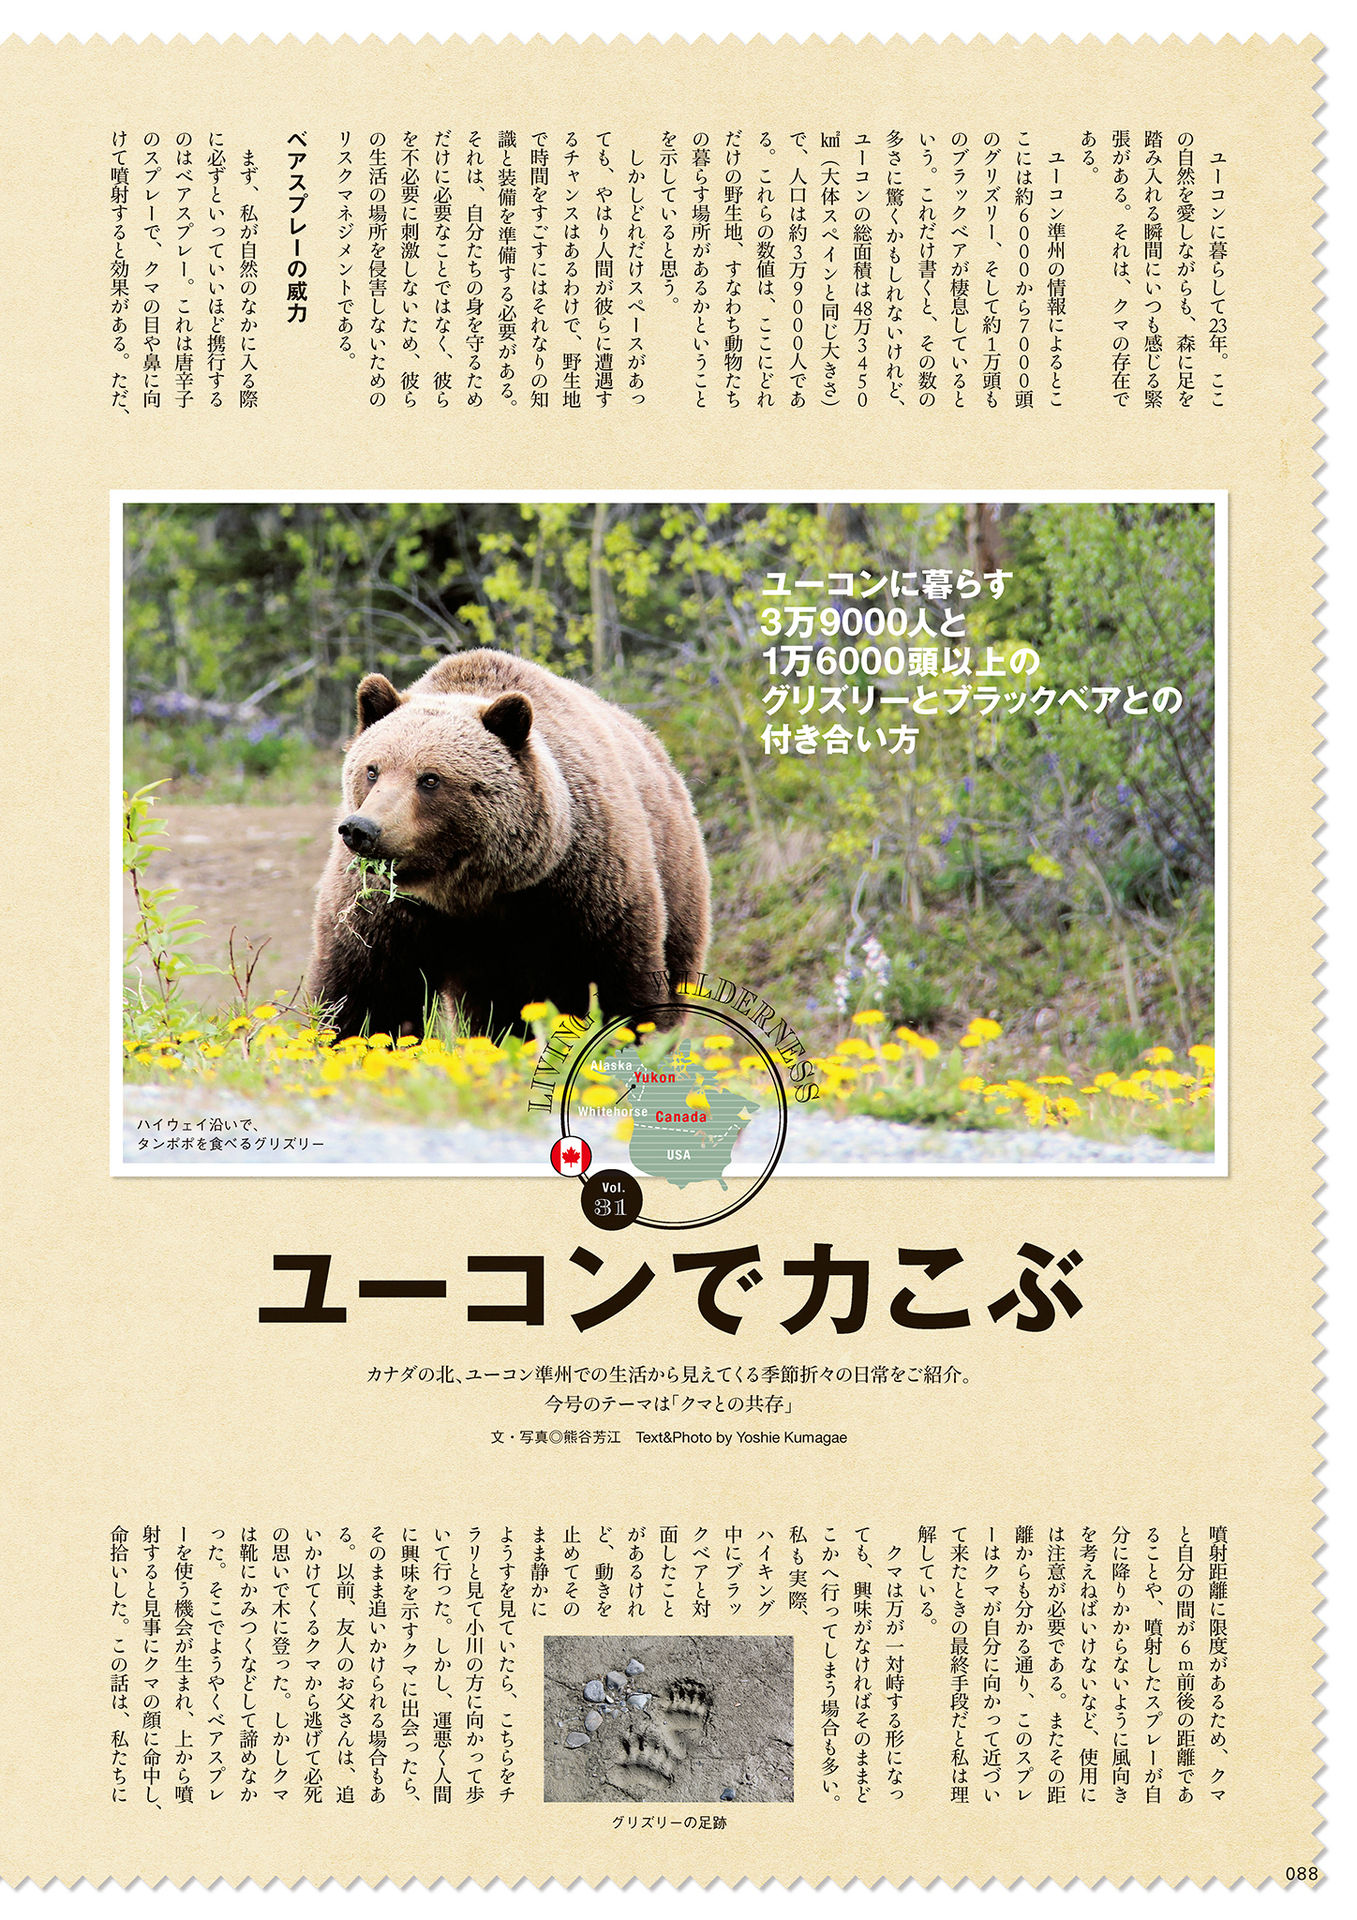 ユーコンに暮らして23年。ここ
の自然を愛しながらも、森に足を
踏み入れる瞬間にいつも感じる緊
張がある。それは、クマの存在で
ある。
ユーコン準州の情報によるとこ
こには約6000から7000頭
のグリズリー、そして約1万頭も
のブラックベアが棲息していると
いう。これだけ書くと、その数の
多さに驚くかもしれないけれど、
ユーコンの総面積は48万3450
㎢（大体スペインと同じ大きさ）
で、人口は約3万9000人であ
る。これらの数値は、ここにどれ
だけの野生地、すなわち動物たち
の暮らす場所があるかということ
を示していると思う。
しかしどれだけスペースがあっ
ても、やはり人間が彼らに遭遇す
るチャンスはあるわけで、野生地
で時間をすごすにはそれなりの知
識と装備を準備する必要がある。
それは、自分たちの身を守るため
だけに必要なことではなく、彼ら
を不必要に刺激しないため、彼ら
の生活の場所を侵害しないための
リスクマネジメントである。
ベアスプレーの威力
まず、私が自然のなかに入る際
に必ずといっていいほど携行する
のはベアスプレー。これは唐辛子
のスプレーで、クマの目や鼻に向
けて噴射すると効果がある。ただ、
ユーコンに暮らす
3万9000人と
1万6000頭以上の
グリズリーとブラックベアとの
付き合い方
ハイウェイ沿いで、
タンポポを食べるグリズリー
LIVING
WILDERNESS
Alaska
Yukon
Whitehorse
Canada
USA
Vol.
31
ユーコンで力こぶ
カナダの北、ユーコン準州での生活から見えてくる季節折々の日常をご紹介。
今号のテーマは「クマとの共存」
文・写真◎熊谷芳江　Text&Photo by Yoshie Kumagae
噴射距離に限度があるため、クマ
と自分の間が6m前後の距離であ
ることや、噴射したスプレーが自
分に降りかからないように風向き
を考えねばいけないなど、使用に
は注意が必要である。またその距
離からも分かる通り、このスプレ
ーはクマが自分に向かって近づい
て来たときの最終手段だと私は理
解している。
クマは万が一対峙する形になっ
ても、興味がなければそのままど
こかへ行ってしまう場合も多い。
私も実際、
ハイキング
中にブラッ
クベアと対
面したこと
があるけれ
ど、動きを
止めてその
まま静かに
ようすを見ていたら、こちらをチ
ラリと見て小川の方に向かって歩
いて行った。しかし、運悪く人間
に興味を示すクマに出会ったら、
そのまま追いかけられる場合もあ
る。以前、友人のお父さんは、追
いかけてくるクマから逃げて必死
の思いで木に登った。しかしクマ
は靴にかみつくなどして諦めなか
った。そこでようやくベアスプレ
ーを使う機会が生まれ、上から噴
射すると見事にクマの顔に命中し、
命拾いした。この話は、私たちに
グリズリーの足跡
088